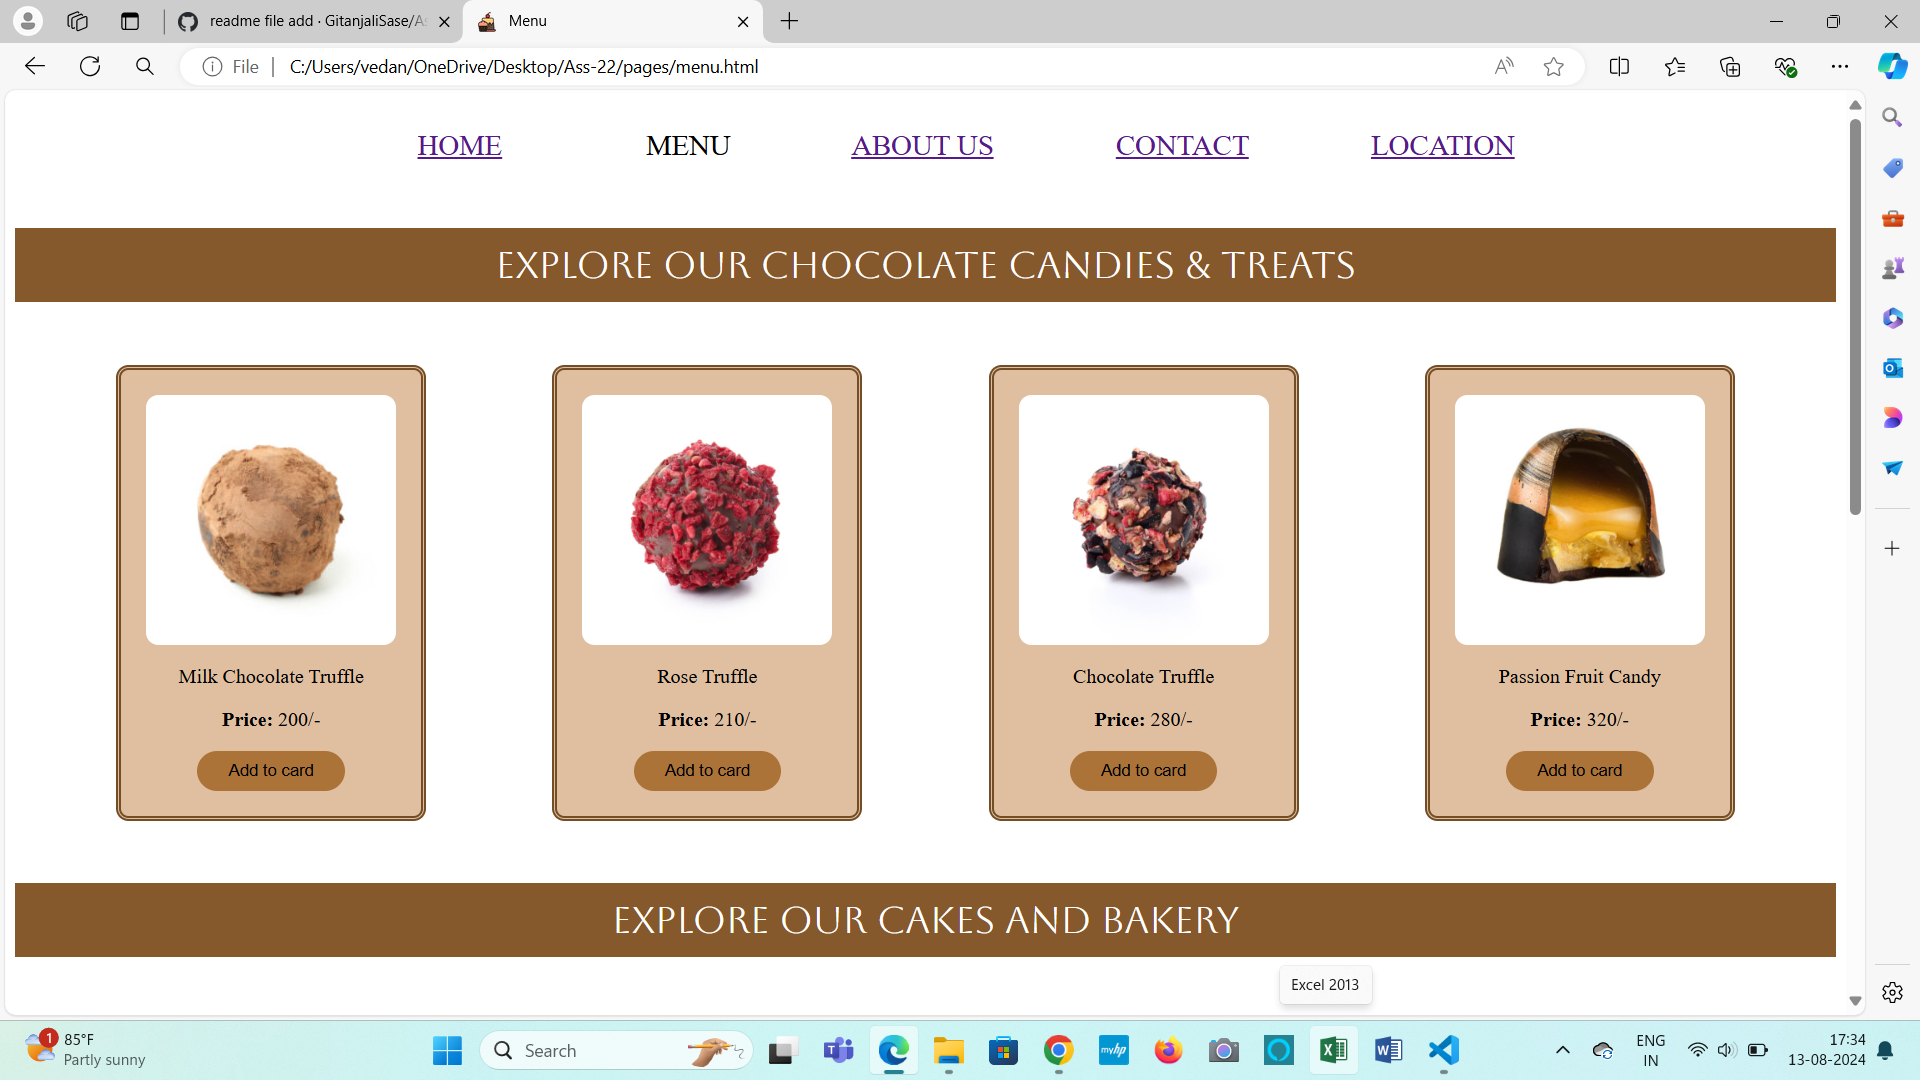 readme file add · GitanjaliSase/As
Menu
File
C:/Users/vedan/OneDrive/Desktop/Ass-22/pages/menu.html
HOME MENU ABOUT US CONTACT LOCATION
EXPLORE OUR CHOCOLATE CANDIES & TREATS
Milk Chocolate Truffle
Price: 200/-
Add to card
Rose Truffle
Price: 210/-
Add to card
Chocolate Truffle
Price: 280/-
Add to card
Passion Fruit Candy
Price: 320/-
Add to card
EXPLORE OUR CAKES AND BAKERY
Excel 2013
1
85°F
Partly sunny
Search
myhp
ENG
IN
17:34
13-08-2024